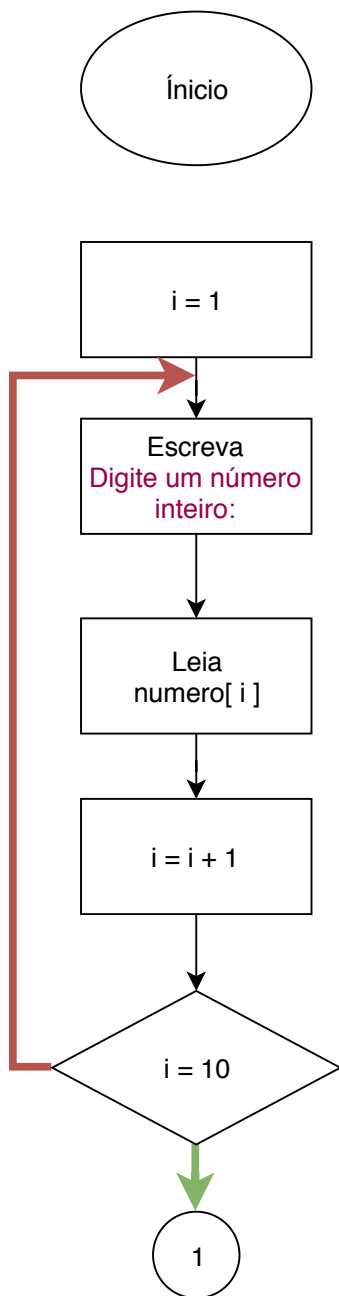 Ínicio
i = 1
Escreva
Digite um número
inteiro:
Leia
numero[ i ]
i = i + 1
i = 10
1